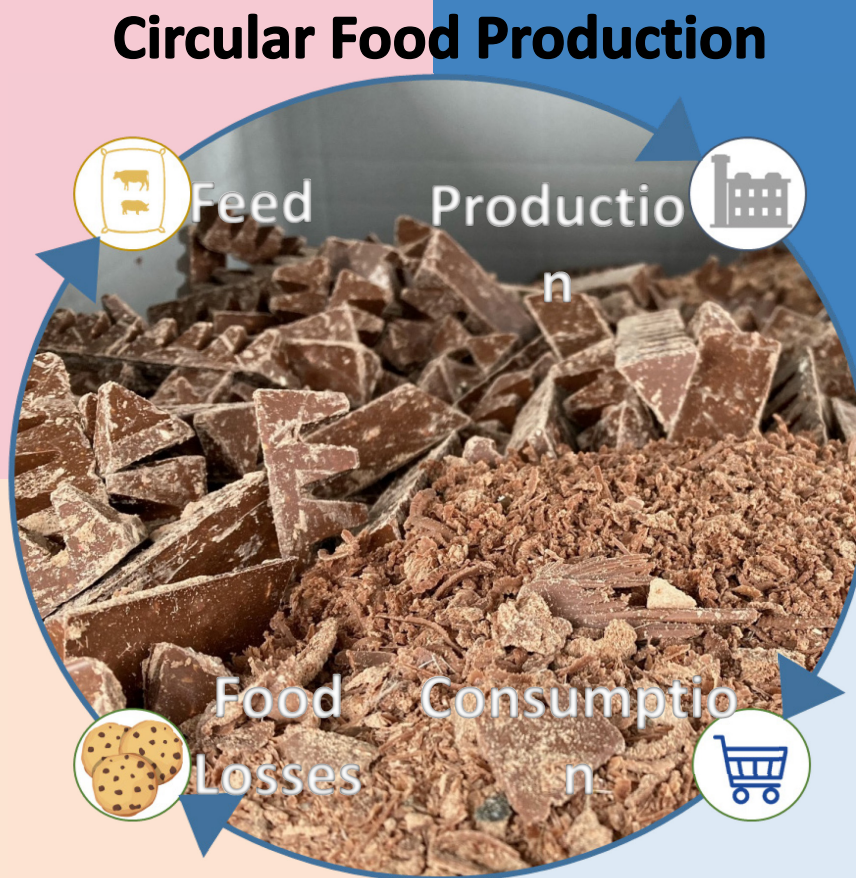 Circular Food Production
Feed
Productio
n
Food
Losses
Consumptio
n